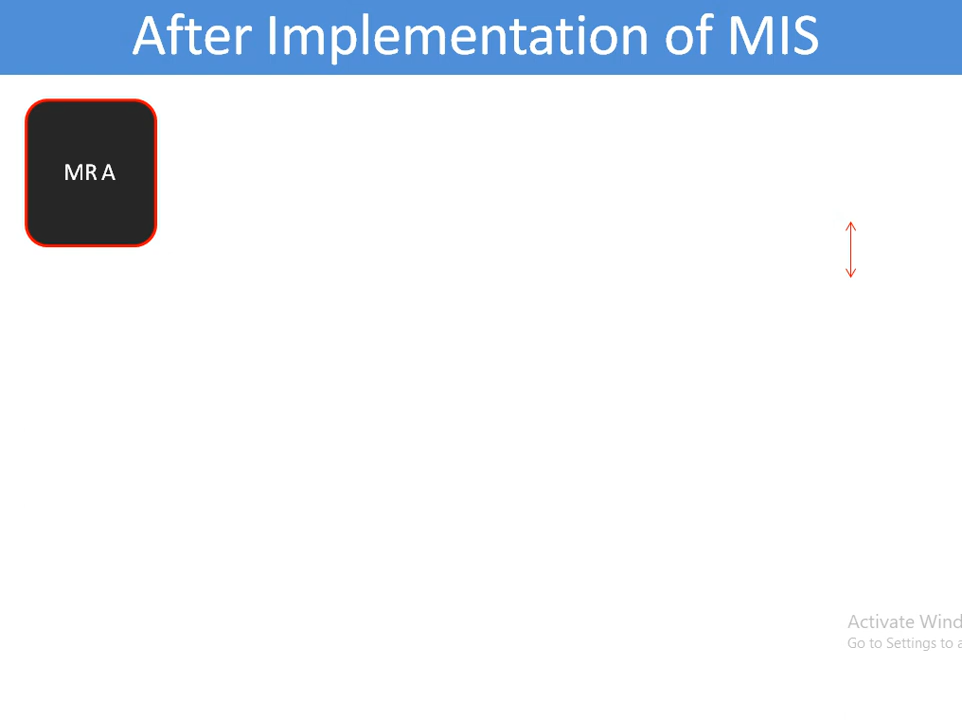 After Implementation of MIS
MR A
Activate Wind
Go to Settings to a